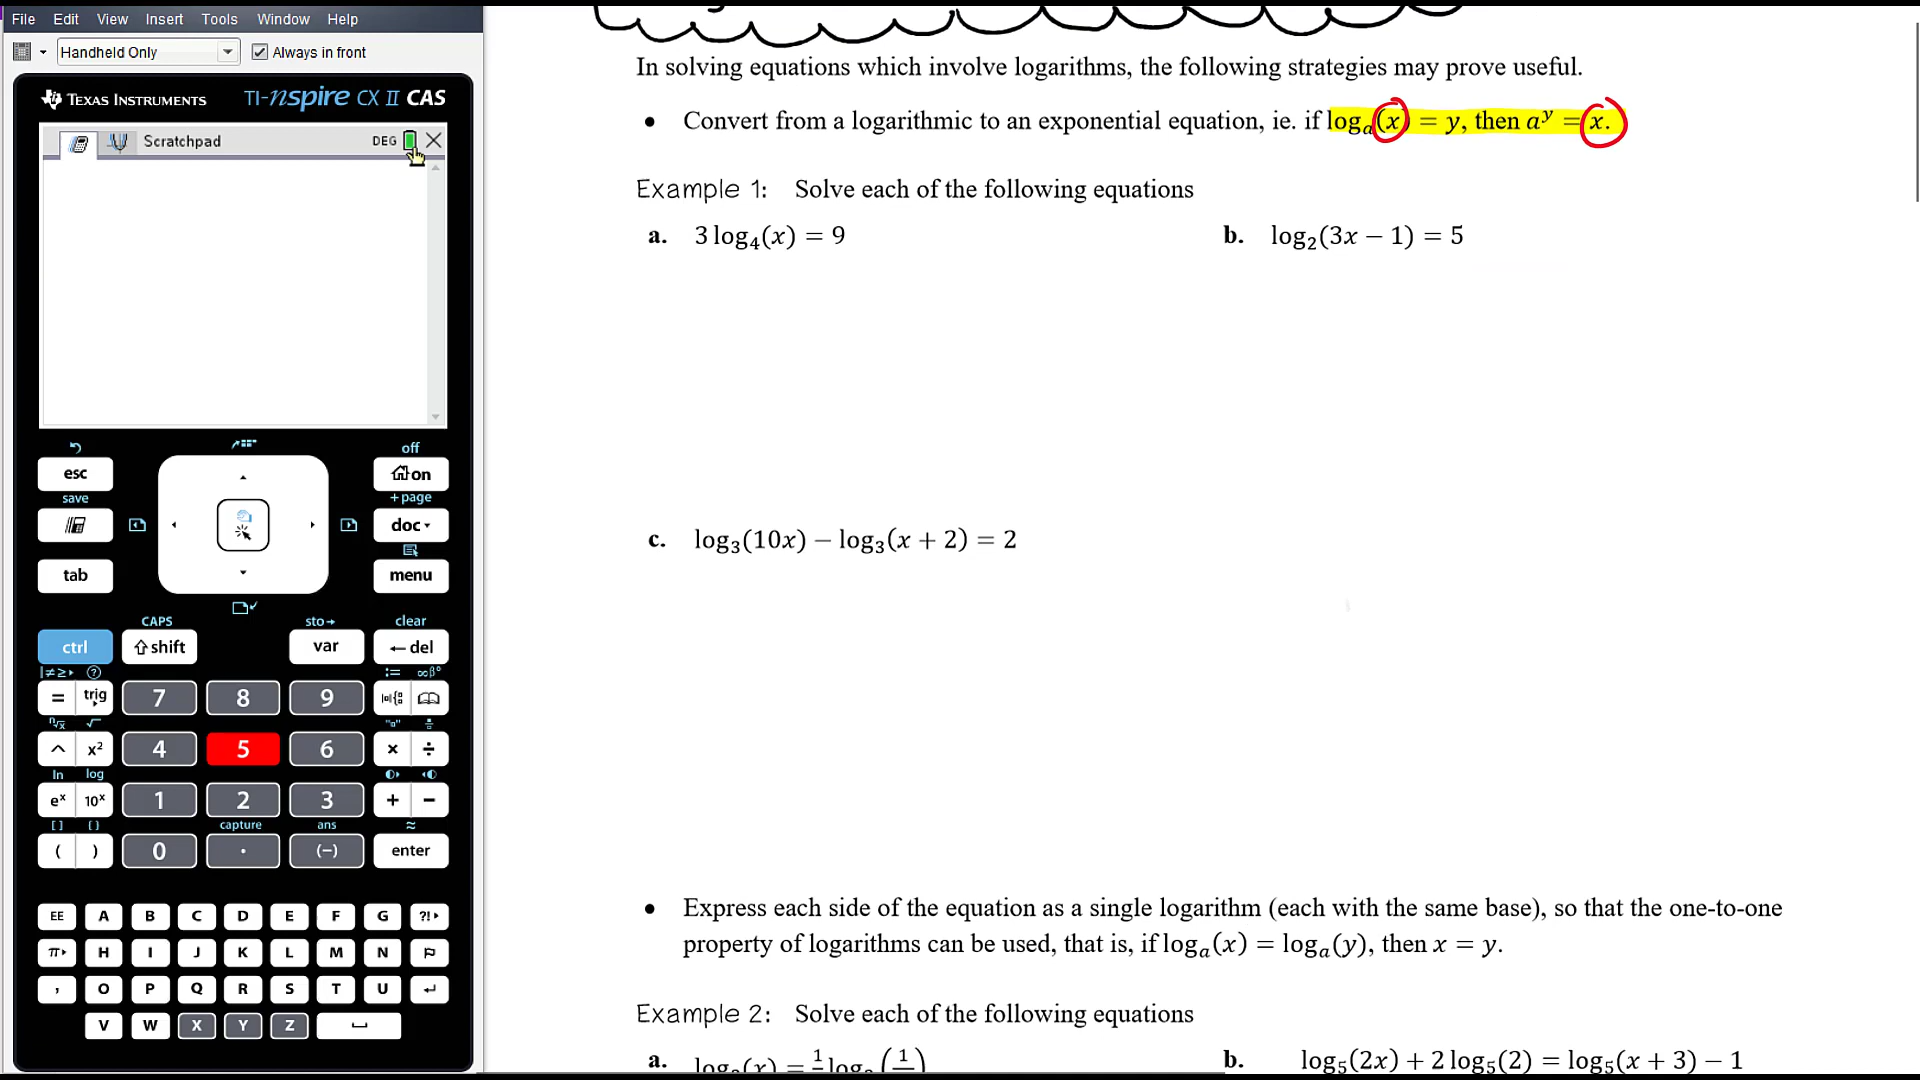 File Edit View Insert Tools Window Help
Handheld Only Always in front
TEXAS INSTRUMENTS TI-nspire CX II CAS
Scratchpad DEG
off
esc on
save + page
doc
tab menu
CAPS sto→ clear
ctrl ⇧shift var ←del
|≠≥▸ ? := ∞β°
= trig 7 8 9
ⁿ√x √ "▫" ÷
^ x² 4 5 6 × ÷
ln log
eˣ 10ˣ 1 2 3 + −
[ ] { } capture ans ≈
( ) 0 . (−) enter
EE A B C D E F G ?!▸
π▸ H I J K L M N
, O P Q R S T U ↵
V W X Y Z
In solving equations which involve logarithms, the following strategies may prove useful.
• Convert from a logarithmic to an exponential equation, ie. if logₐ(x) = y, then aʸ = x.
Example 1: Solve each of the following equations
a. 3 log₄(x) = 9 b. log₂(3x − 1) = 5
c. log₃(10x) − log₃(x + 2) = 2
• Express each side of the equation as a single logarithm (each with the same base), so that the one-to-one
property of logarithms can be used, that is, if logₐ(x) = logₐ(y), then x = y.
Example 2: Solve each of the following equations
a. b. log₅(2x) + 2 log₅(2) = log₅(x + 3) − 1